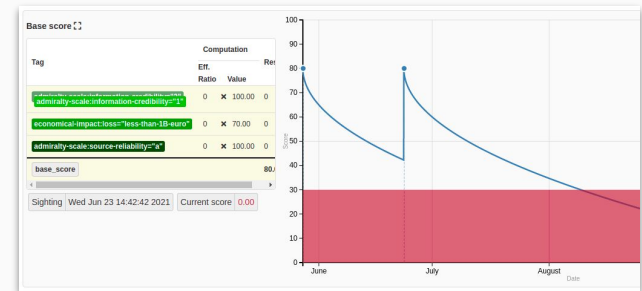 Base score
Tag
Computation
Eff. Ratio
Value
Res
admiralty-scale:information-credibility="1"
0 × 100.00 0
economical-impact:loss="less-than-1B-euro"
0 × 70.00 0
admiralty-scale:source-reliability="a"
0 × 100.00 0
base_score
80.
Sighting Wed Jun 23 14:42:42 2021 Current score 0.00
100
90
80
70
60
50
40
30
20
10
0
Score
June July August
Date